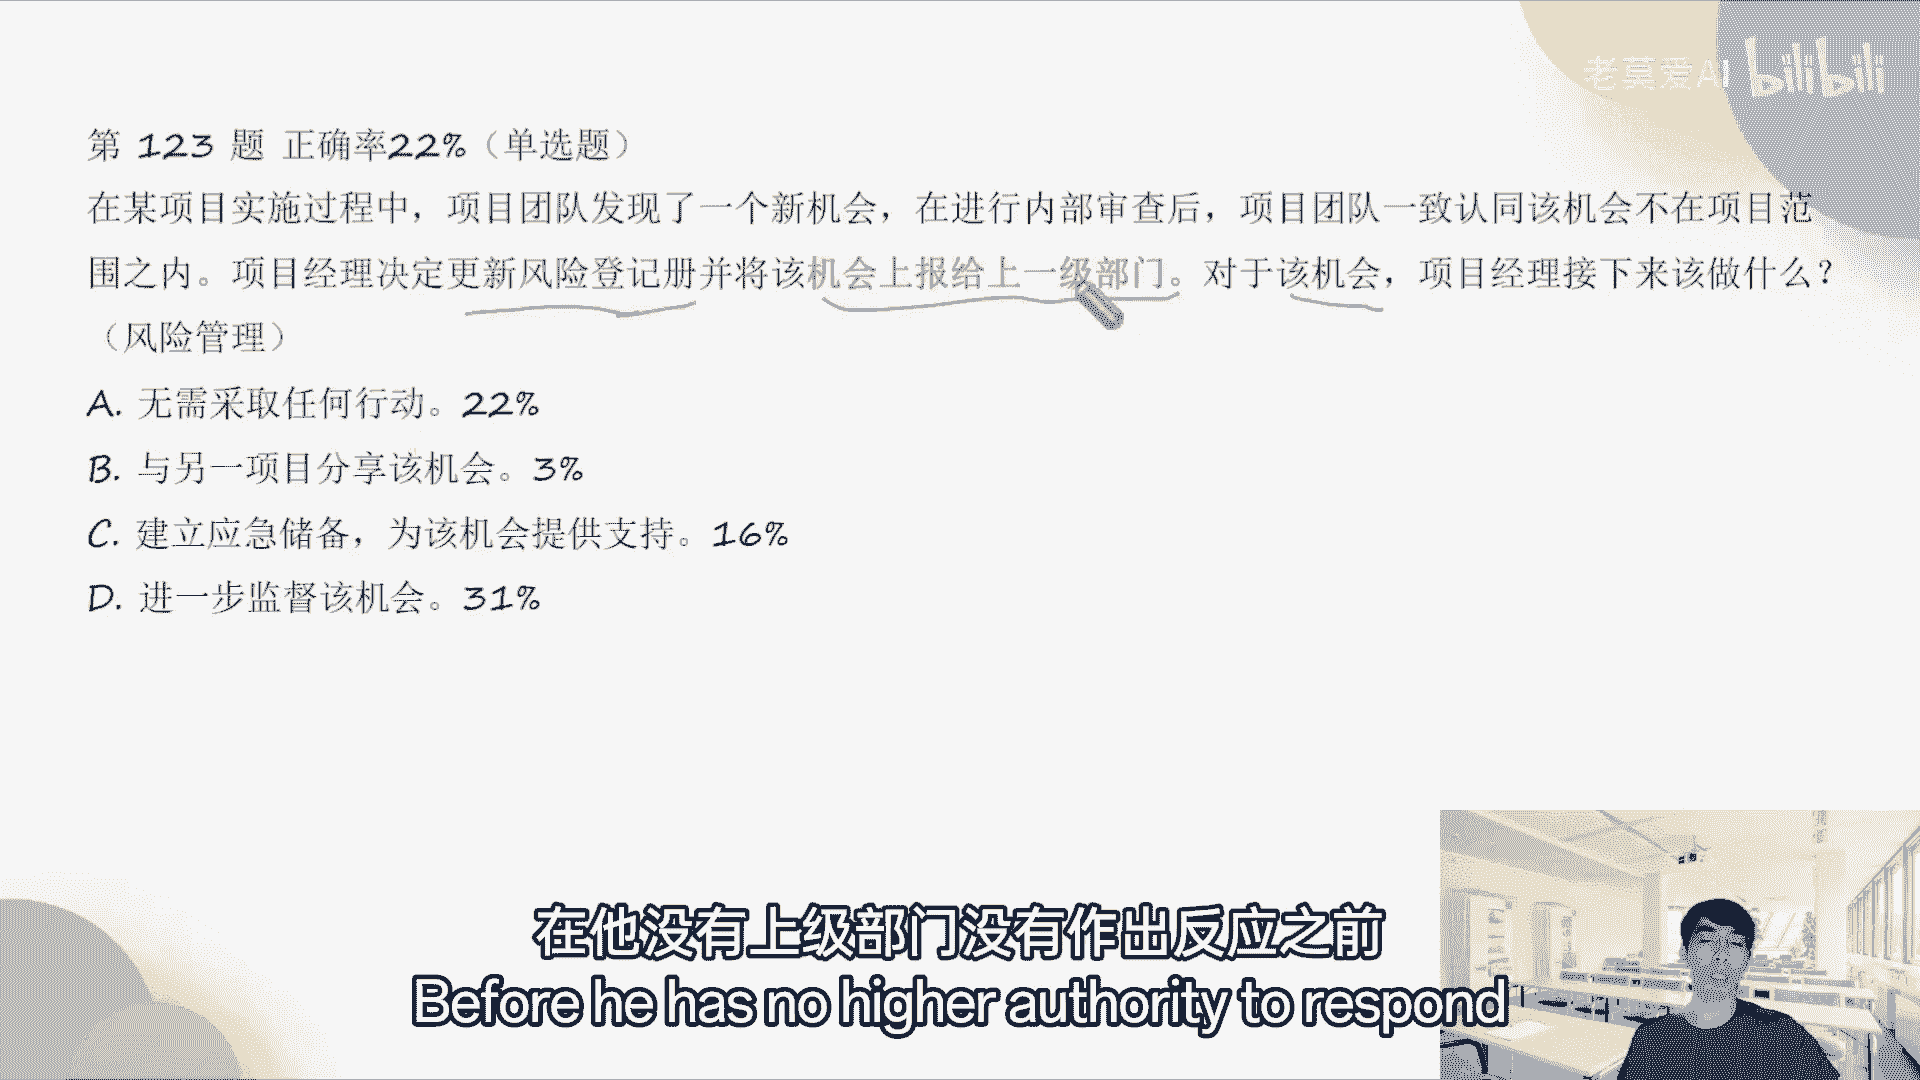 老莫爱AI bilibili
第 123 题 正确率22%（单选题）
在某项目实施过程中，项目团队发现了一个新机会，在进行内部审查后，项目团队一致认同该机会不在项目范
围之内。项目经理决定更新风险登记册并将该机会上报给上一级部门。对于该机会，项目经理接下来该做什么？
（风险管理）
A. 无需采取任何行动。22%
B. 与另一项目分享该机会。3%
C. 建立应急储备，为该机会提供支持。16%
D. 进一步监督该机会。31%
在他没有上级部门没有作出反应之前
Before he has no higher authority to respond